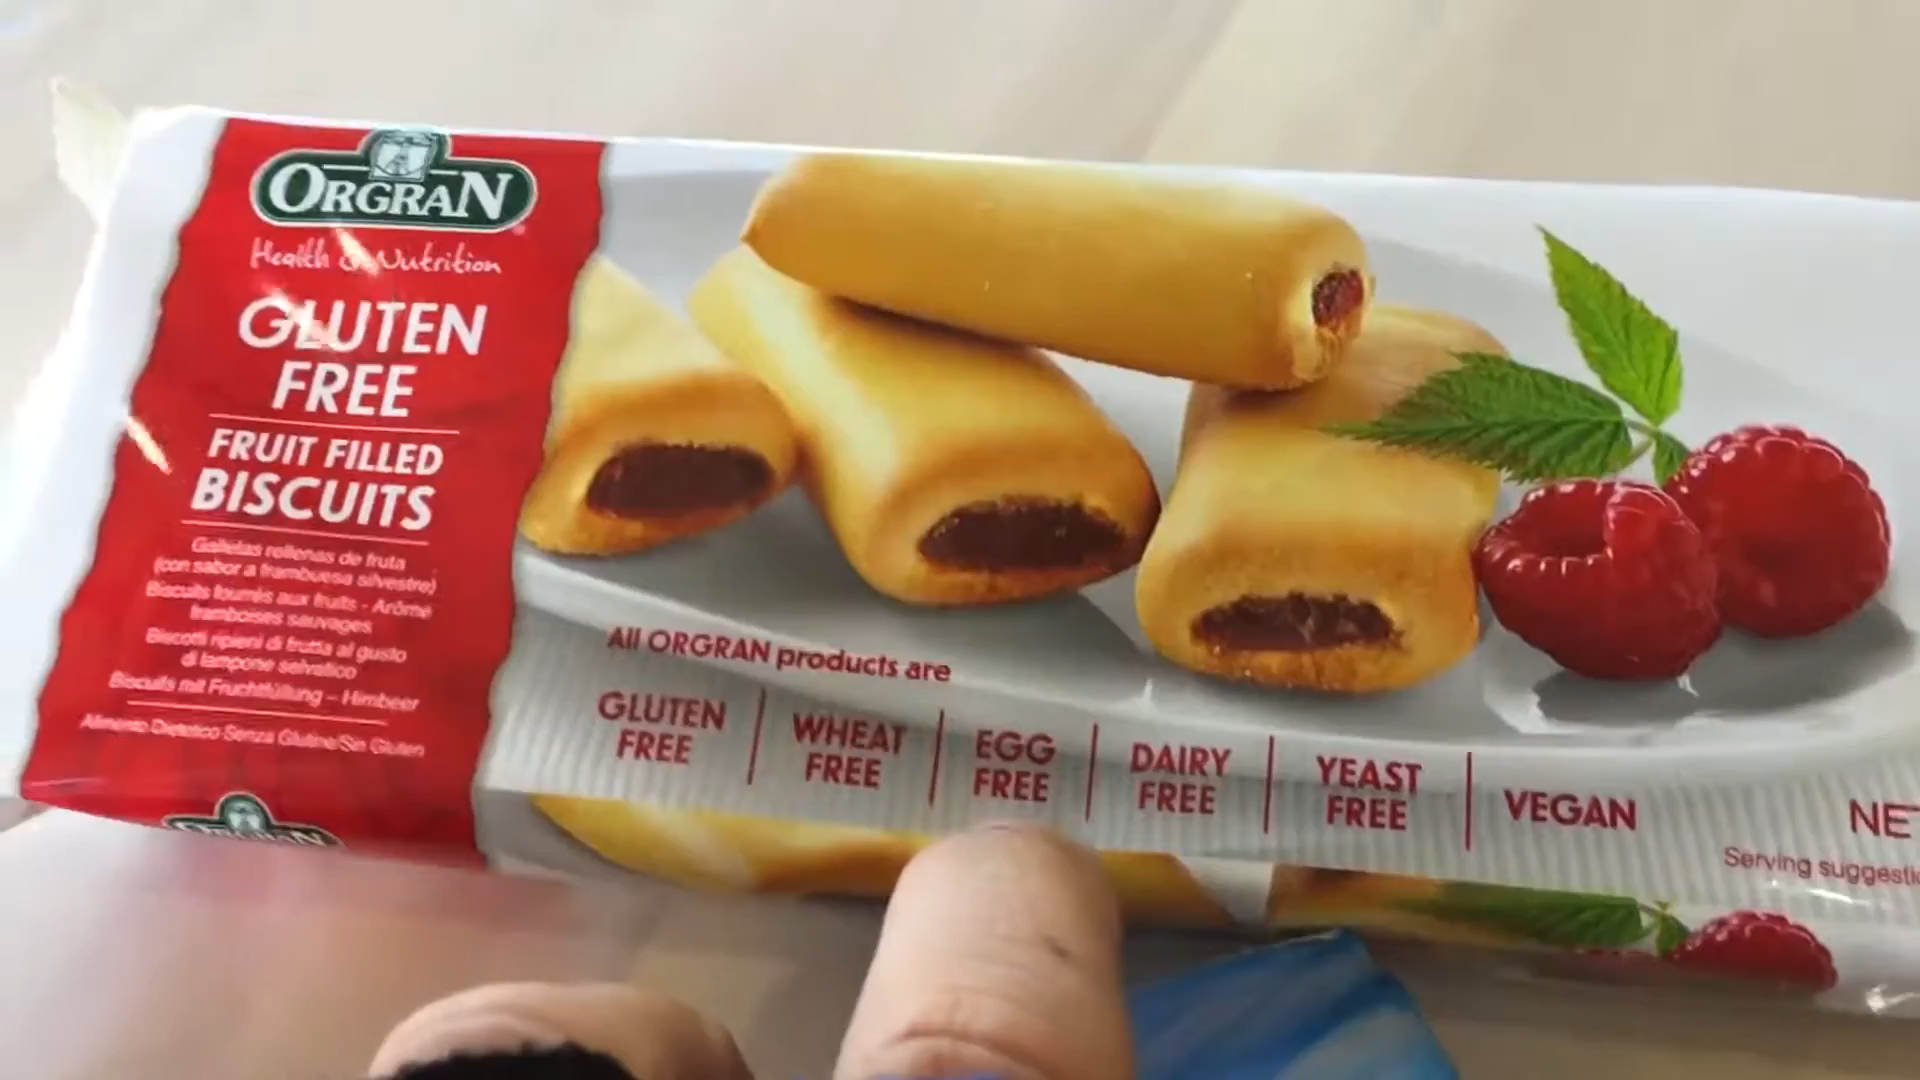 ORGRAN
Health & Nutrition
GLUTEN
FREE
FRUIT FILLED
BISCUITS
Galletas rellenas de fruta
(con sabor a frambuesa silvestre)
Biscuits fourrés aux fruits - Arôme
framboises sauvages
Biscotti ripieni di frutta al gusto
di lampone selvatico
Biscuits mit Fruchtfüllung – Himbeer
Alimento Dietetico Senza Glutine/Sin Gluten
All ORGRAN products are
GLUTEN FREE
WHEAT FREE
EGG FREE
DAIRY FREE
YEAST FREE
VEGAN
Serving
ORGRAN